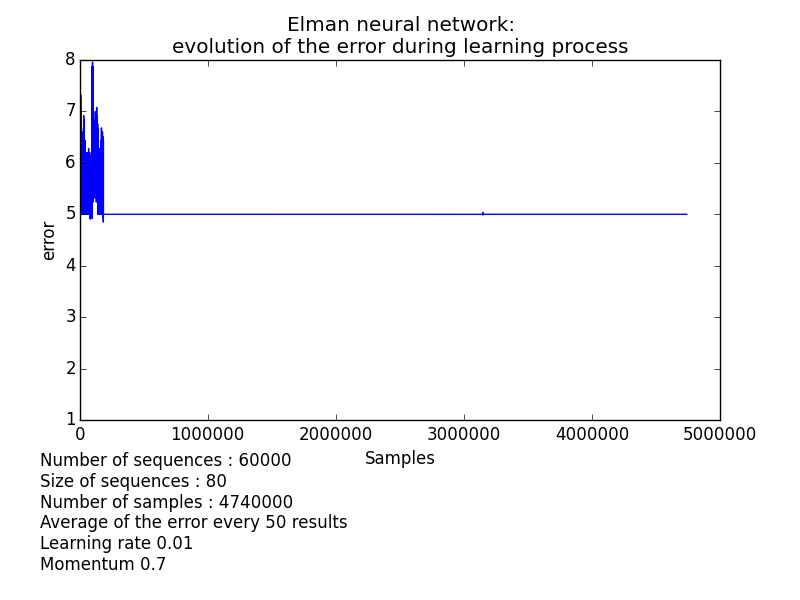 Elman neural network:
evolution of the error during learning process
8
7
6
5
4
3
2
1
error
0 1000000 2000000 3000000 4000000 5000000
Samples
Number of sequences : 60000
Size of sequences : 80
Number of samples : 4740000
Average of the error every 50 results
Learning rate 0.01
Momentum 0.7